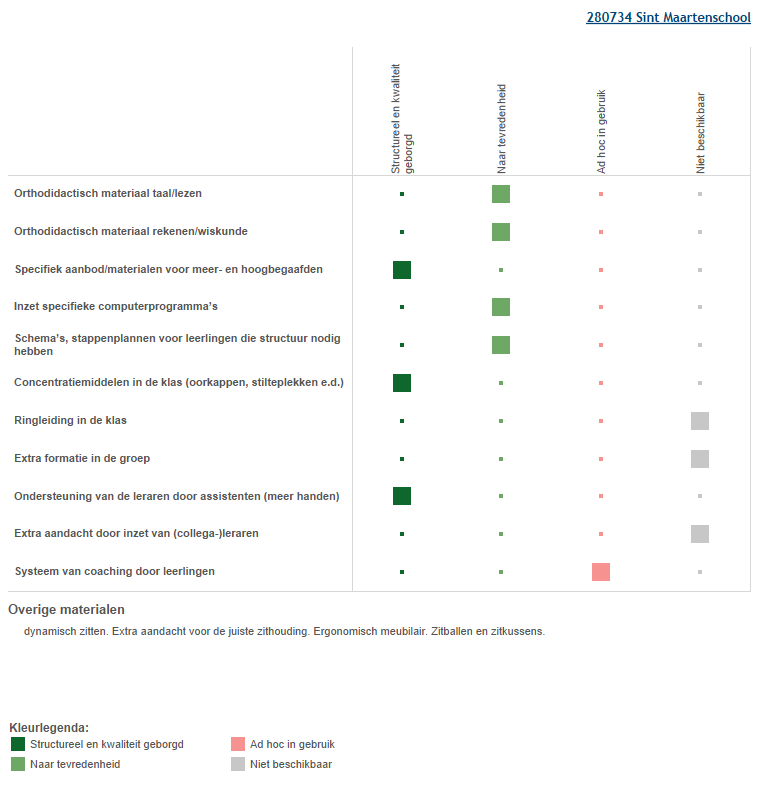 280734 Sint Maartenschool
Structureel en kwaliteit
geborgd
Naar tevredenheid
Ad hoc in gebruik
Niet beschikbaar
Orthodidactisch materiaal taal/lezen
Orthodidactisch materiaal rekenen/wiskunde
Specifiek aanbod/materialen voor meer- en hoogbegaafden
Inzet specifieke computerprogramma's
Schema's, stappenplannen voor leerlingen die structuur nodig
hebben
Concentratiemiddelen in de klas (oorkappen, stilteplekken e.d.)
Ringleiding in de klas
Extra formatie in de groep
Ondersteuning van de leraren door assistenten (meer handen)
Extra aandacht door inzet van (collega-)leraren
Systeem van coaching door leerlingen
Overige materialen
dynamisch zitten. Extra aandacht voor de juiste zithouding. Ergonomisch meubilair. Zitballen en zitkussens.
Kleurlegenda:
Structureel en kwaliteit geborgd
Ad hoc in gebruik
Naar tevredenheid
Niet beschikbaar